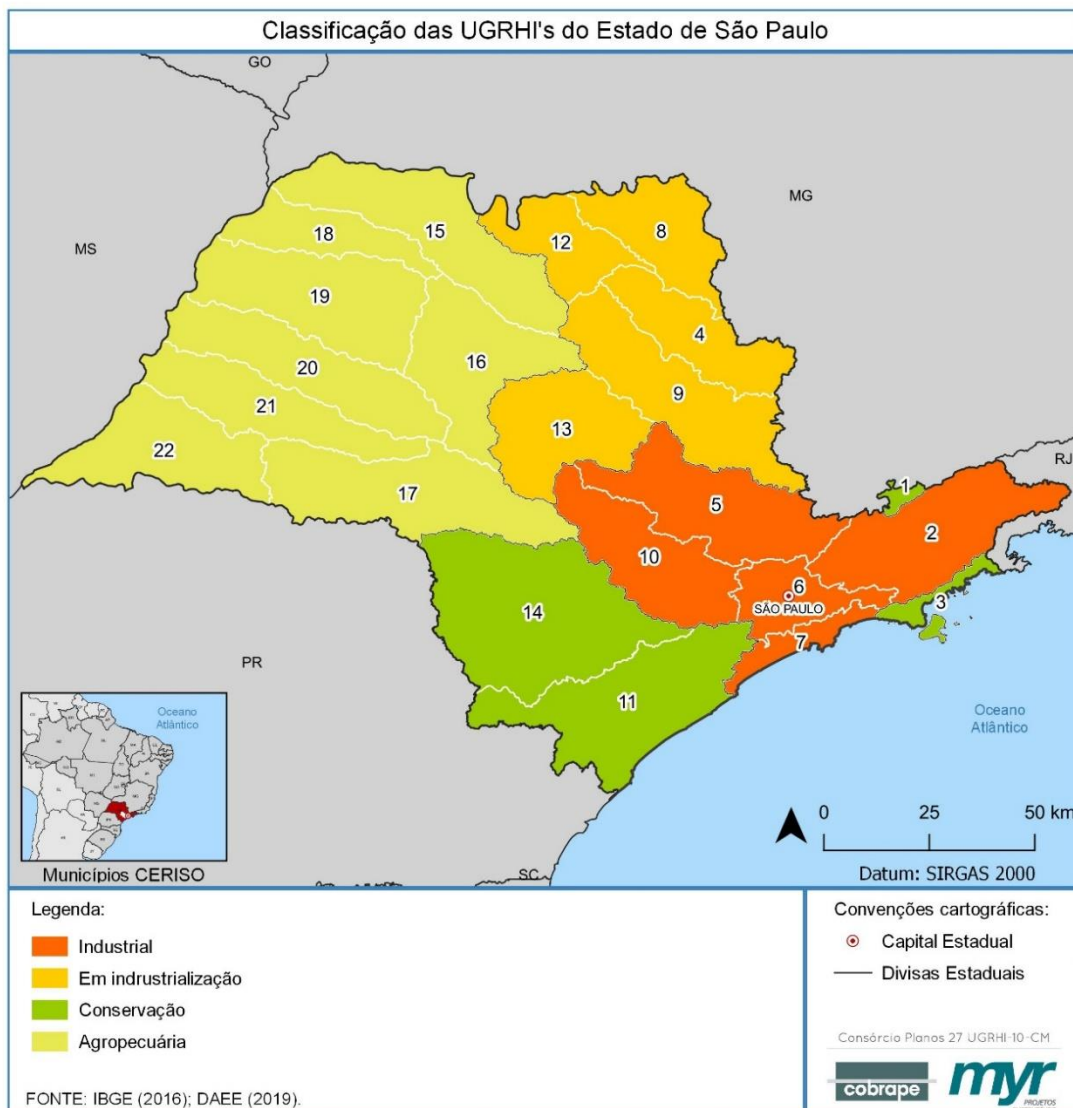 Classificação das UGRHI's do Estado de São Paulo
GO
MG
MS
15
18
12
8
19
4
16
20
9
21
13
22
17
RJ
1
5
2
10
6
SÃO PAULO
3
14
7
PR
11
Oceano
Atlântico
Oceano
Atlântico
0 25 50 km
Municípios CERISO
SC
Datum: SIRGAS 2000
Legenda:
Industrial
Em indrustrialização
Conservação
Agropecuária
FONTE: IBGE (2016); DAEE (2019).
Convenções cartográficas:
Capital Estadual
Divisas Estaduais
Consórcio Planos 27 UGRHI-10-CM
cobrape
myr
PROJETOS